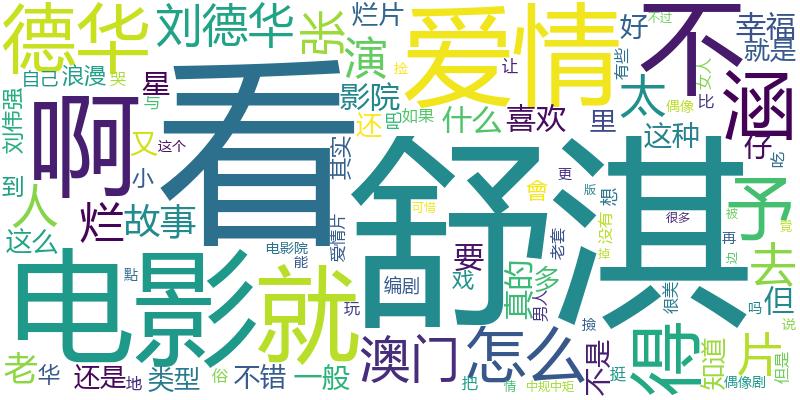 德华
刘德华
张
烂片
爱情
不
好
有些
不过
幸福
就是
涵
自己
浪漫
哭
星
与
演
捡
让
影院
还
如果
什么
喜欢
里
太
偶像
女人
比
刘伟强
啊
又
这个
看
其实
舒淇
这种
仔
吃
到
人
小
烂
故事
更
版
想
會
可惜
很多
没有
被
予
再
竟
这么
电影
就
电影院
能
爱情片
要
老套
边
去
點
编剧
戏
真的
多
男人
很美
吗
但
玩
撿
说
老
华
还是
地
类型
俗
不错
一般
澳门
把
怎么
情
中规中矩
不是
挺
得
知道
片
偶像剧
但是